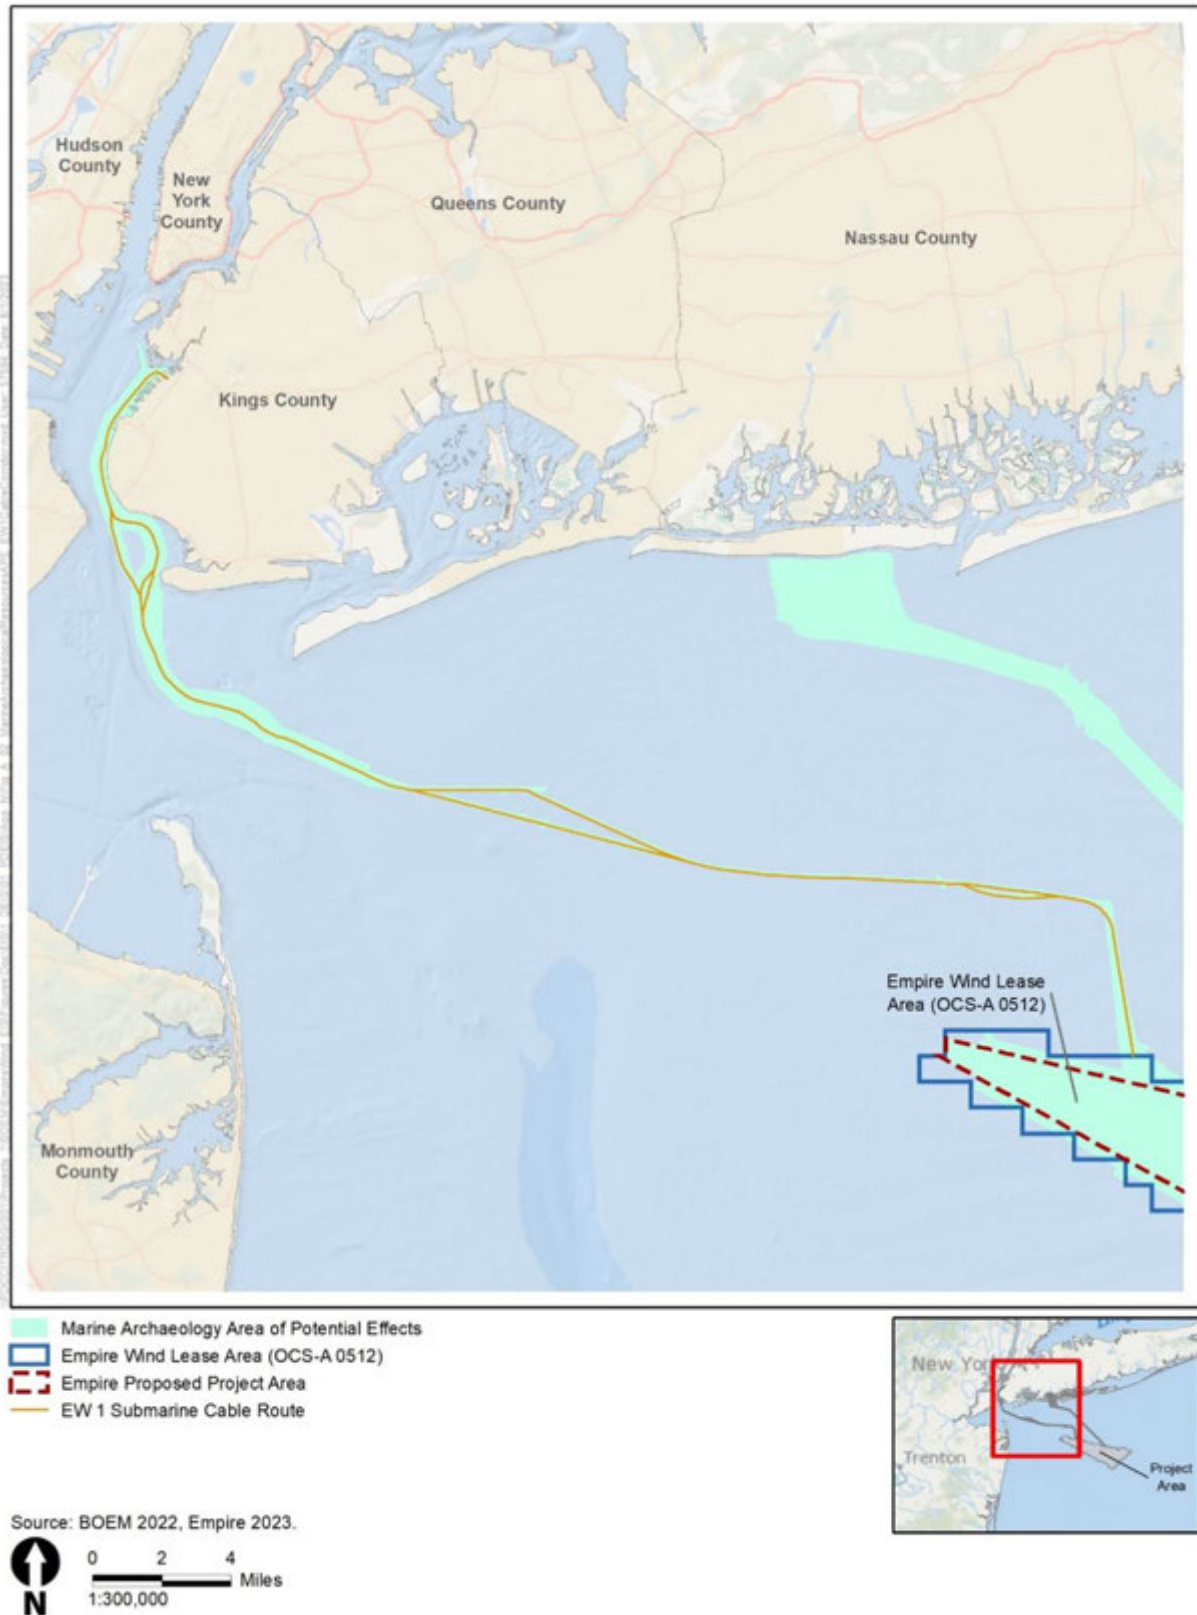 Hudson
County
New
York
County
Queens County
Nassau County
Kings County
Empire Wind Lease
Area (OCS-A 0512)
Monmouth
County
Marine Archaeology Area of Potential Effects
Empire Wind Lease Area (OCS-A 0512)
Empire Proposed Project Area
EW 1 Submarine Cable Route
New York
Trenton
Project
Area
Source: BOEM 2022, Empire 2023.
0 2 4
Miles
1:300,000
N